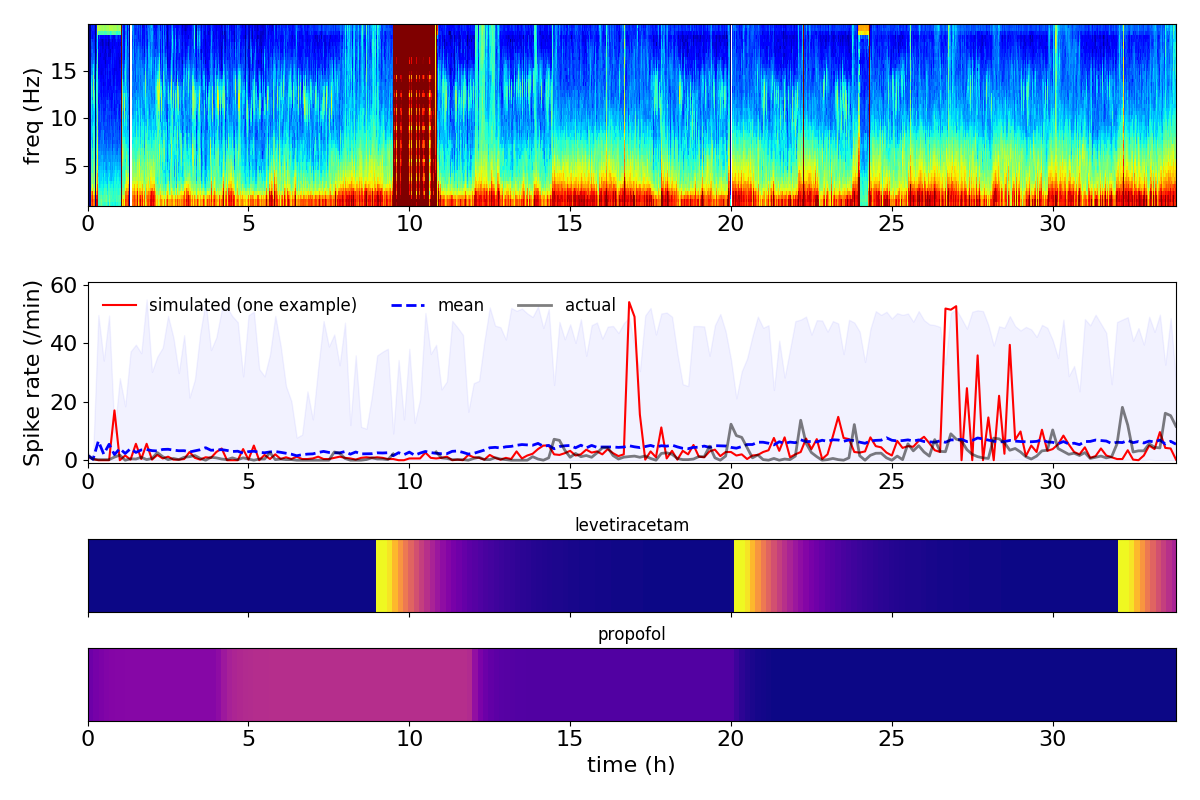 freq (Hz)
15
10
5
0 5 10 15 20 25 30
Spike rate (/min)
60
40
20
0
simulated (one example) mean actual
0 5 10 15 20 25 30
levetiracetam
propofol
0 5 10 15 20 25 30
time (h)